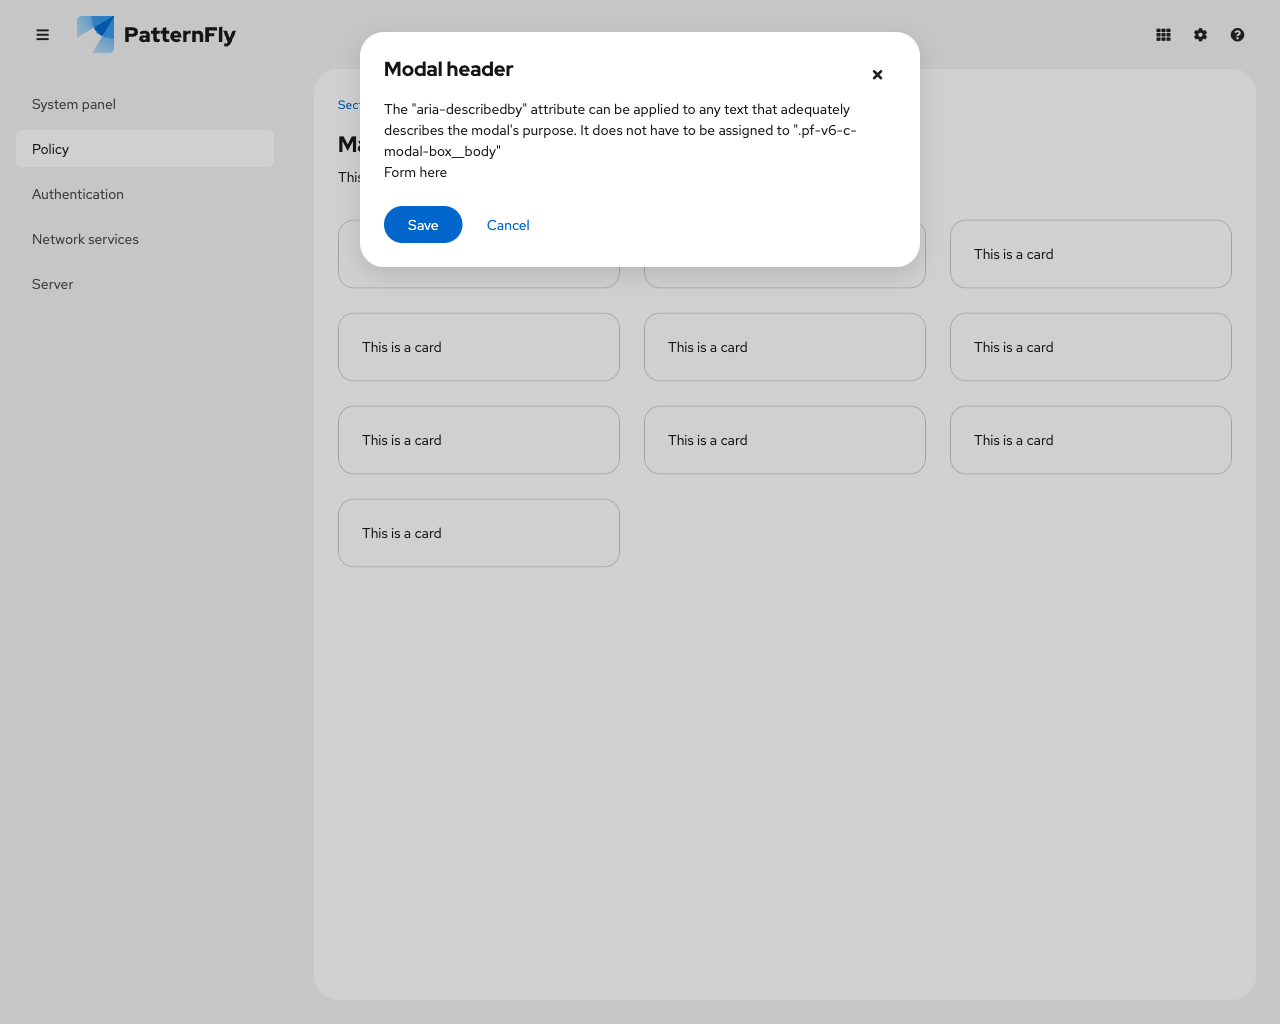 PatternFly
System panel
Policy
Authentication
Network services
Server
Modal header
The "aria-describedby" attribute can be applied to any text that adequately
describes the modal's purpose. It does not have to be assigned to ".pf-v6-c-
modal-box__body"
Form here
Save Cancel
This is a card
This is a card This is a card This is a card
This is a card This is a card This is a card
This is a card